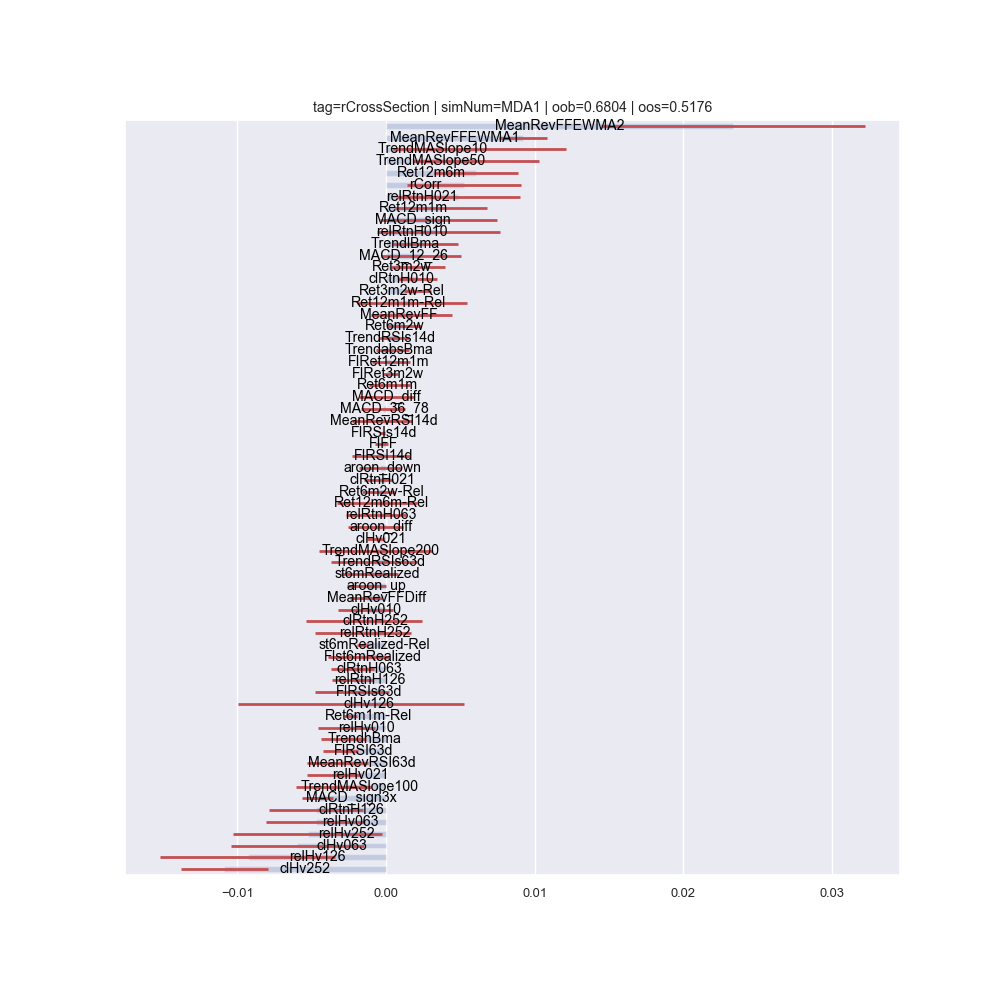 tag=rCrossSection | simNum=MDA1 | oob=0.6804 | oos=0.5176
MeanRevFFEWMA2
MeanRevFFEWMA1
TrendMASlope10
TrendMASlope50
Ret12m6m
rCorr
relRtnH021
Ret12m1m
MACD_sign
relRtnH010
TrendlBma
MACD_12_26
Ret3m2w
clRtnH010
Ret3m2w-Rel
Ret12m1m-Rel
MeanRevFF
Ret6m2w
TrendRSIs14d
TrendabsBma
FIRet12m1m
FIRet3m2w
Ret6m1m
MACD_diff
MACD_36_78
MeanRevRSI14d
FIRSIs14d
FIFF
FIRSI14d
aroon_down
clRtnH021
Ret6m2w-Rel
Ret12m6m-Rel
relRtnH063
aroon_diff
clHv021
TrendMASlope200
TrendRSIs63d
st6mRealized
aroon_up
MeanRevFFDiff
clHv010
clRtnH252
relRtnH252
st6mRealized-Rel
FIst6mRealized
clRtnH063
relRtnH126
FIRSIs63d
clHv126
Ret6m1m-Rel
relHv010
TrendhBma
FIRSI63d
MeanRevRSI63d
relHv021
TrendMASlope100
MACD_sign3x
clRtnH126
relHv063
relHv252
clHv063
relHv126
clHv252
−0.01 0.00 0.01 0.02 0.03